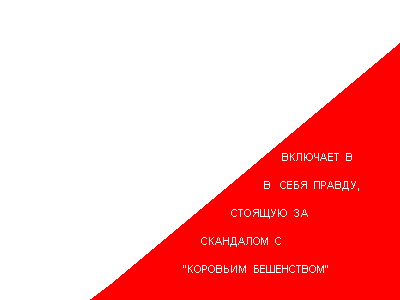 ВКЛЮЧАЕТ В
В СЕБЯ ПРАВДУ,
СТОЯЩУЮ ЗА
СКАНДАЛОМ С
"КОРОВЬИМ БЕШЕНСТВОМ"